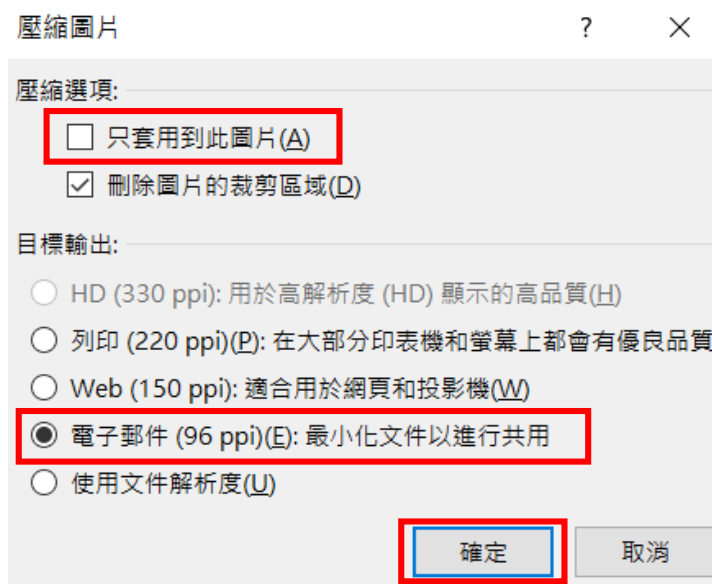 壓縮圖片 ?
壓縮選項:
只套用到此圖片(A)
刪除圖片的裁剪區域(D)
目標輸出:
HD (330 ppi): 用於高解析度 (HD) 顯示的高品質(H)
列印 (220 ppi)(P): 在大部分印表機和螢幕上都會有優良品質
Web (150 ppi): 適合用於網頁和投影機(W)
電子郵件 (96 ppi)(E): 最小化文件以進行共用
使用文件解析度(U)
確定 取消